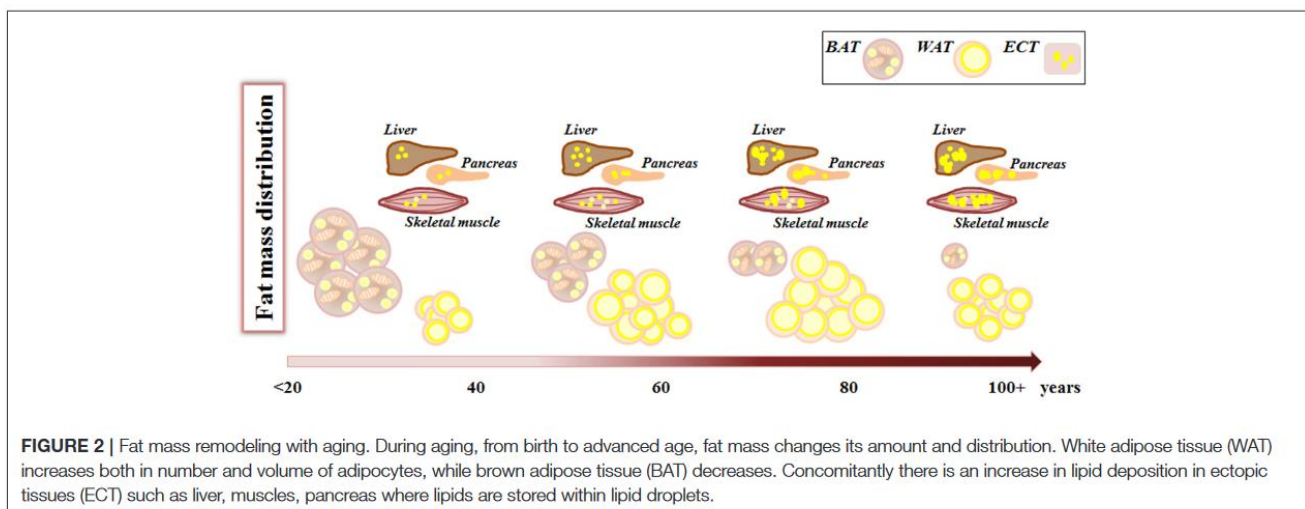 BAT WAT ECT
Fat mass distribution
Liver Liver Liver Liver
Pancreas Pancreas Pancreas Pancreas
Skeletal muscle Skeletal muscle Skeletal muscle Skeletal muscle
<20 40 60 80 100+ years
FIGURE 2 | Fat mass remodeling with aging. During aging, from birth to advanced age, fat mass changes its amount and distribution. White adipose tissue (WAT)
increases both in number and volume of adipocytes, while brown adipose tissue (BAT) decreases. Concomitantly there is an increase in lipid deposition in ectopic
tissues (ECT) such as liver, muscles, pancreas where lipids are stored within lipid droplets.